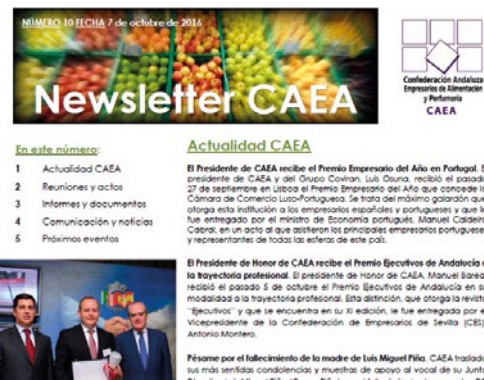 NÚMERO 10 FECHA 7 de octubre de 2016
Newsletter CAEA
Confederación Andaluza
Empresarios de Alimentación
y Perfumería
CAEA
En este número:
1 Actualidad CAEA
2 Reuniones y actos
3 Informes y documentos
4 Comunicación y noticias
5 Próximos eventos
Actualidad CAEA
El Presidente de CAEA recibe el Premio Empresario del Año en Portugal. E
presidente de CAEA y del Grupo Coviran, Luis Osuna, recibió el pasado
27 de septiembre en Lisboa el Premio Empresario del Año que concede l
Cámara de Comercio Luso-Portuguesa. Se trata del máximo galardón que
otorga esta institución a los empresarios españoles y portugueses y que l
fue entregado por el ministro de Economía portugués, Manuel Caldeir
Cabral, en un acto al que asistieron los principales empresarios portugues
y representantes de todas las esferas de este país.
El Presidente de Honor de CAEA recibe el Premio Ejecutivos de Andalucía
la trayectoria profesional. El presidente de Honor de CAEA, Manuel Barea
recibió el pasado 5 de octubre el Premio Ejecutivos de Andalucía en su
modalidad a la trayectoria profesional. Esta distinción, que otorga la revist
"Ejecutivos" y que se encuentra en su XI edición, le fue entregada por e
Vicepresidente de la Confederación de Empresarios de Sevilla (CES)
Antonio Montero.
Pésame por el fallecimiento de la madre de Luis Miguel Piña. CAEA traslada
sus más sentidas condolencias y muestras de apoyo al vocal de su Junta